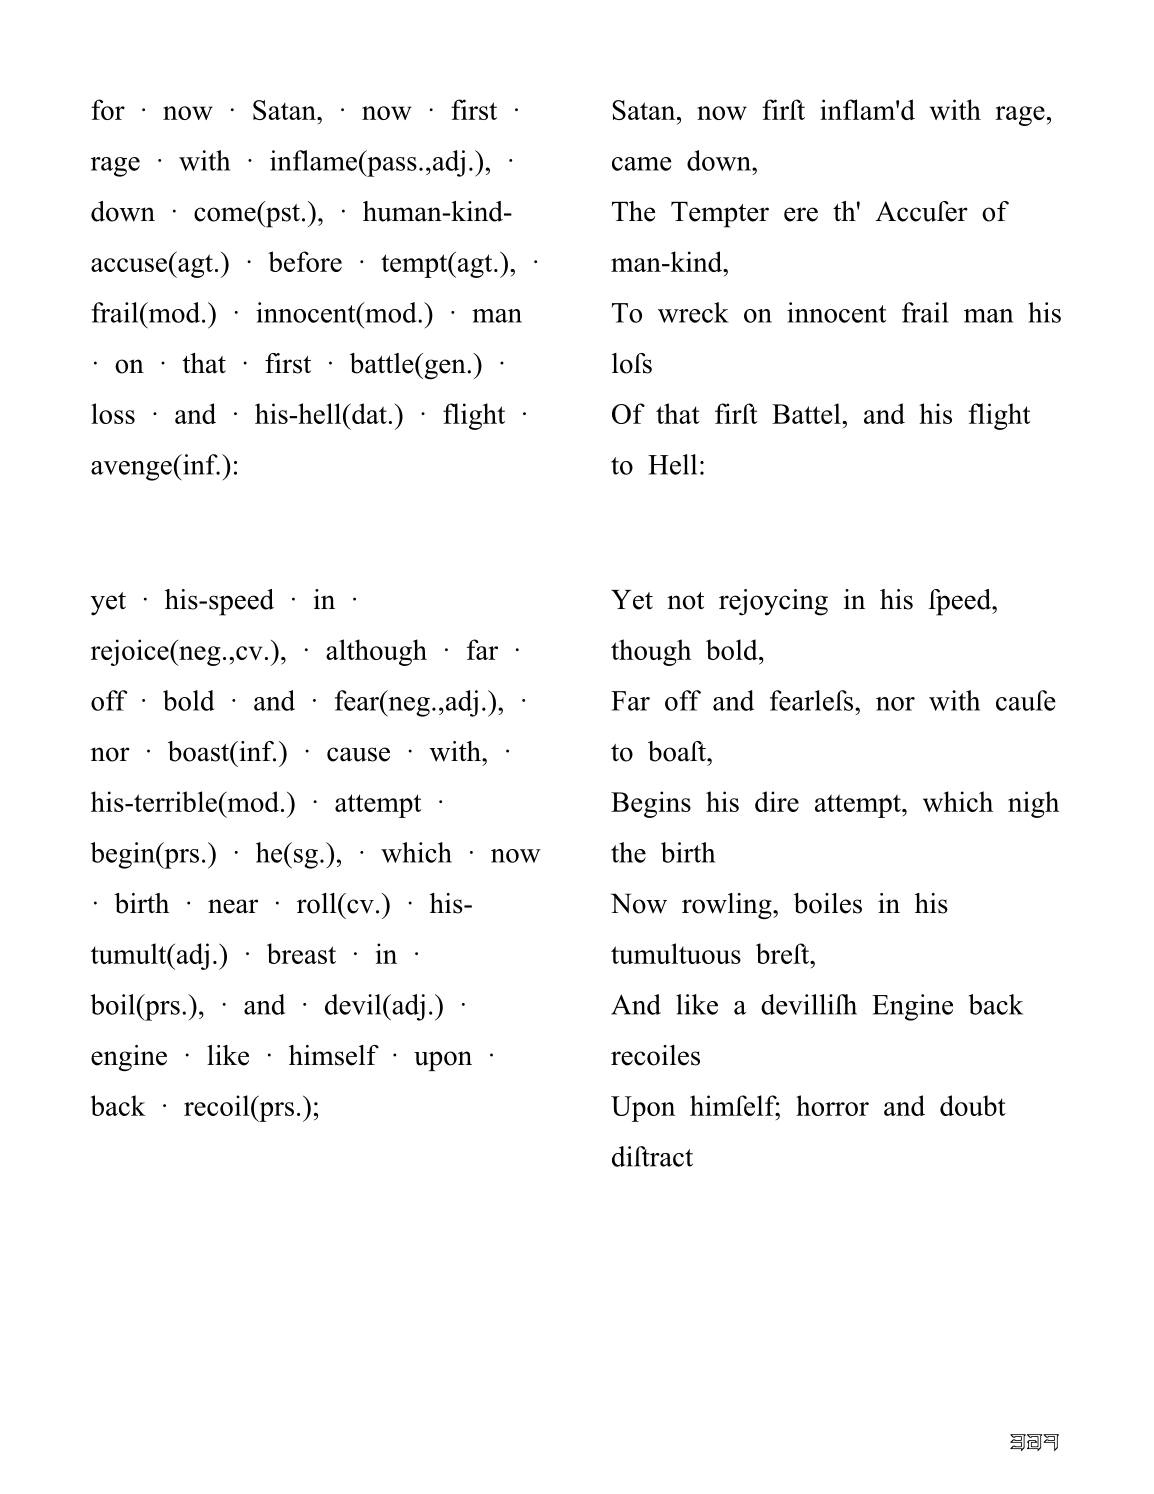 for · now · Satan, · now · first ·
rage · with · inflame(pass.,adj.), ·
down · come(pst.), · human-kind-
accuse(agt.) · before · tempt(agt.), ·
frail(mod.) · innocent(mod.) · man
· on · that · first · battle(gen.) ·
loss · and · his-hell(dat.) · flight ·
avenge(inf.):
yet · his-speed · in ·
rejoice(neg.,cv.), · although · far ·
off · bold · and · fear(neg.,adj.), ·
nor · boast(inf.) · cause · with, ·
his-terrible(mod.) · attempt ·
begin(prs.) · he(sg.), · which · now
· birth · near · roll(cv.) · his-
tumult(adj.) · breast · in ·
boil(prs.), · and · devil(adj.) ·
engine · like · himself · upon ·
back · recoil(prs.);
Satan, now firſt inflam'd with rage,
came down,
The Tempter ere th' Accuſer of
man-kind,
To wreck on innocent frail man his
loſs
Of that firſt Battel, and his flight
to Hell:
Yet not rejoycing in his ſpeed,
though bold,
Far off and fearleſs, nor with cauſe
to boaſt,
Begins his dire attempt, which nigh
the birth
Now rowling, boiles in his
tumultuous breſt,
And like a devilliſh Engine back
recoiles
Upon himſelf; horror and doubt
diſtract